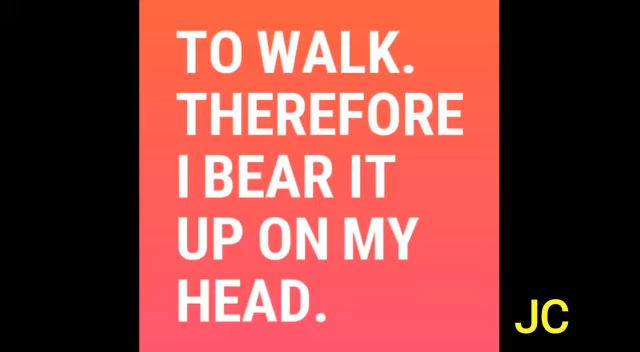 TO WALK.
THEREFORE
I BEAR IT
UP ON MY
HEAD.
JC